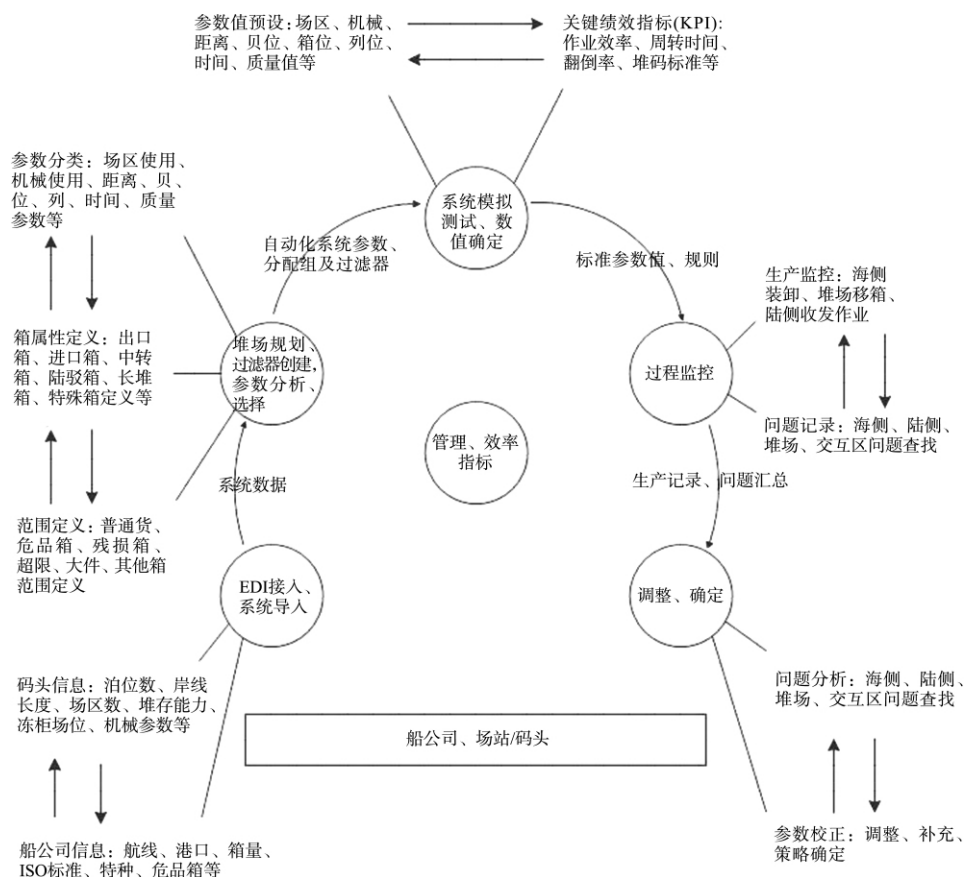 参数值预设：场区、机械、
距离、贝位、箱位、列位、
时间、质量值等
关键绩效指标(KPI):
作业效率、周转时间、
翻倒率、堆码标准等
参数分类：场区使用、
机械使用、距离、贝、
位、列、时间、质量
参数等
系统模拟
测试、数
值确定
自动化系统参数、
分配组及过滤器
标准参数值、规则
生产监控：海侧
装卸、堆场移箱、
陆侧收发作业
箱属性定义：出口
箱、进口箱、中转
箱、陆驳箱、长堆
箱、特殊箱定义等
堆场规划、
过滤器创建,
参数分析、
选择
过程监控
管理、效率
指标
问题记录：海侧、陆侧、
堆场、交互区问题查找
系统数据
生产记录、问题汇总
范围定义：普通货、
危品箱、残损箱、
超限、大件、其他箱
范围定义
EDI接入、
系统导入
调整、确定
码头信息：泊位数、岸线
长度、场区数、堆存能力、
冻柜场位、机械参数等
问题分析：海侧、陆侧、
堆场、交互区问题查找
船公司、场站/码头
船公司信息：航线、港口、箱量、
ISO标准、特种、危品箱等
参数校正：调整、补充、
策略确定